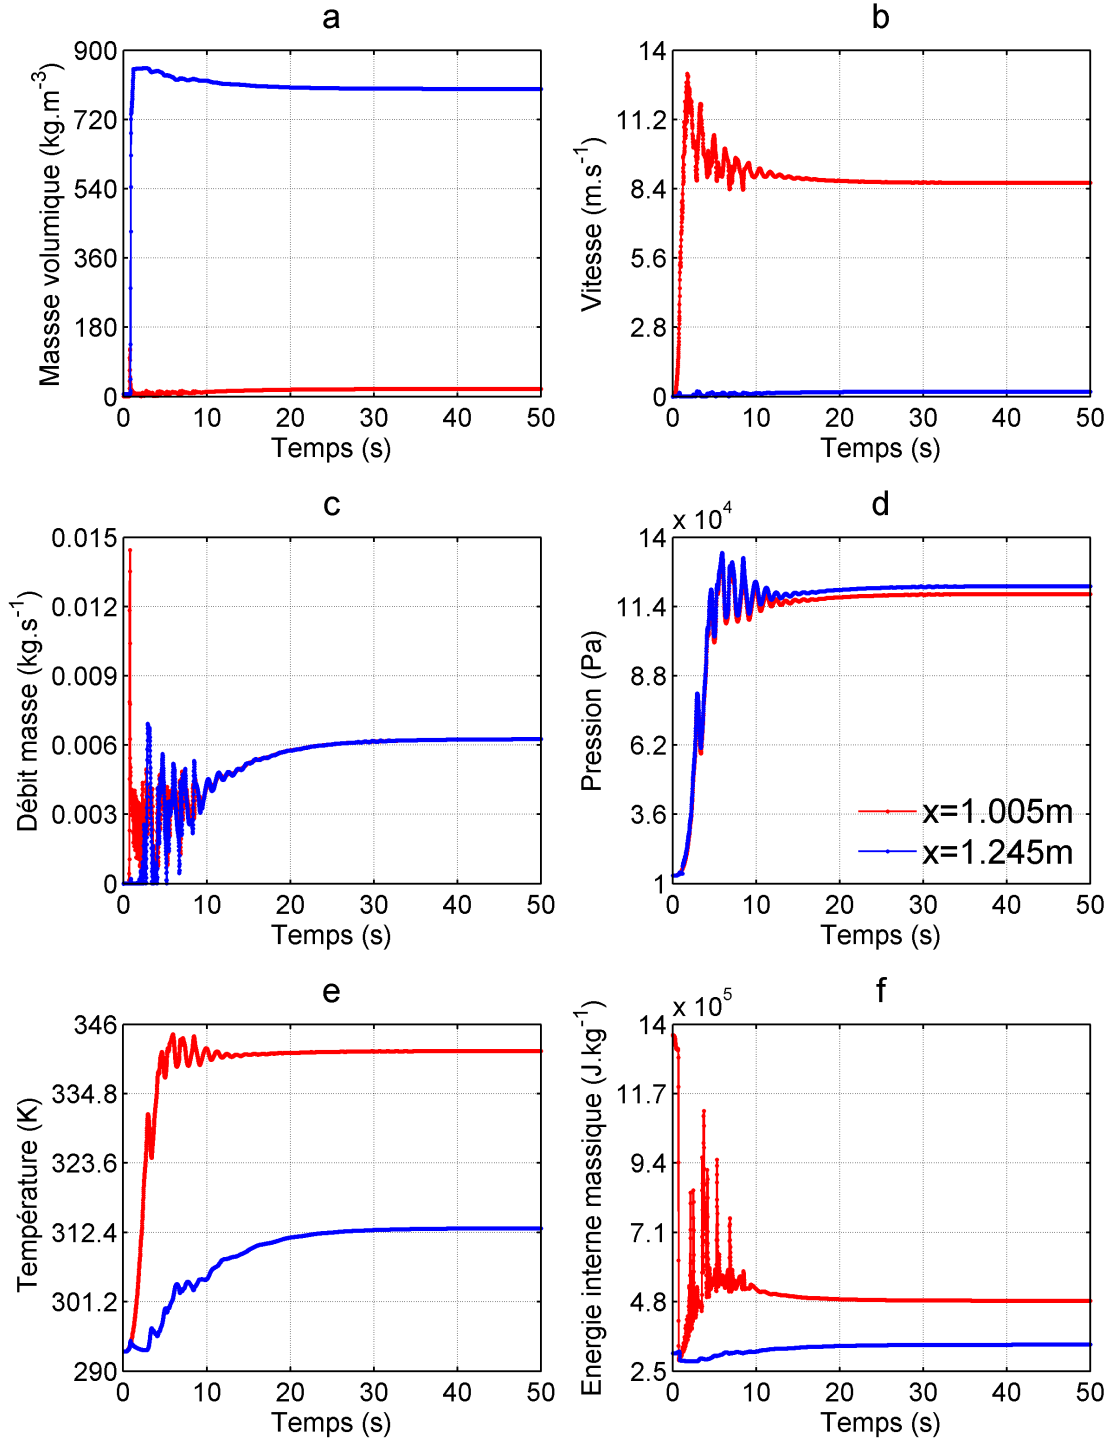 a
Massse volumique (kg.m-3)
900
720
540
360
180
0
0 10 20 30 40 50
Temps (s)
b
Vitesse (m.s-1)
14
11.2
8.4
5.6
2.8
0
0 10 20 30 40 50
Temps (s)
c
Débit masse (kg.s-1)
0.015
0.012
0.009
0.006
0.003
0
0 10 20 30 40 50
Temps (s)
d
x 10^4
Pression (Pa)
14
11.4
8.8
6.2
3.6
1
x=1.005m
x=1.245m
0 10 20 30 40 50
Temps (s)
e
Température (K)
346
334.8
323.6
312.4
301.2
290
0 10 20 30 40 50
Temps (s)
f
x 10^5
Energie interne massique (J.kg-1)
14
11.7
9.4
7.1
4.8
2.5
0 10 20 30 40 50
Temps (s)